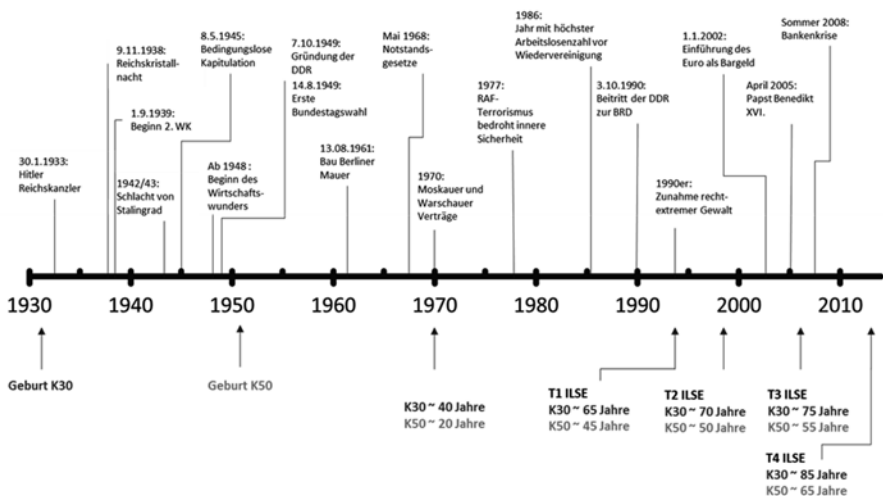 1986:
Jahr mit höchster
Arbeitslosenzahl vor
Wiedervereinigung
Sommer 2008:
Bankenkrise
8.5.1945:
Bedingungslose
Kapitulation
Mai 1968:
Notstands-
gesetze
1.1.2002:
Einführung des
Euro als Bargeld
9.11.1938:
Reichskristall-
nacht
7.10.1949:
Gründung der
DDR
14.8.1949:
Erste
Bundestagswahl
1977:
RAF-
Terrorismus
bedroht innere
Sicherheit
3.10.1990:
Beitritt der DDR
zur BRD
April 2005:
Papst Benedikt
XVI.
1.9.1939:
Beginn 2. WK
30.1.1933:
Hitler
Reichskanzler
1942/43:
Schlacht von
Stalingrad
Ab 1948:
Beginn des
Wirtschafts-
wunders
13.08.1961:
Bau Berliner
Mauer
1970:
Moskauer und
Warschauer
Verträge
1990er:
Zunahme recht-
extremer Gewalt
1930 1940 1950 1960 1970 1980 1990 2000 2010
Geburt K30
Geburt K50
K30 ~ 40 Jahre
K50 ~ 20 Jahre
T1 ILSE
K30 ~ 65 Jahre
K50 ~ 45 Jahre
T2 ILSE
K30 ~ 70 Jahre
K50 ~ 50 Jahre
T3 ILSE
K30 ~ 75 Jahre
K50 ~ 55 Jahre
T4 ILSE
K30 ~ 85 Jahre
K50 ~ 65 Jahre